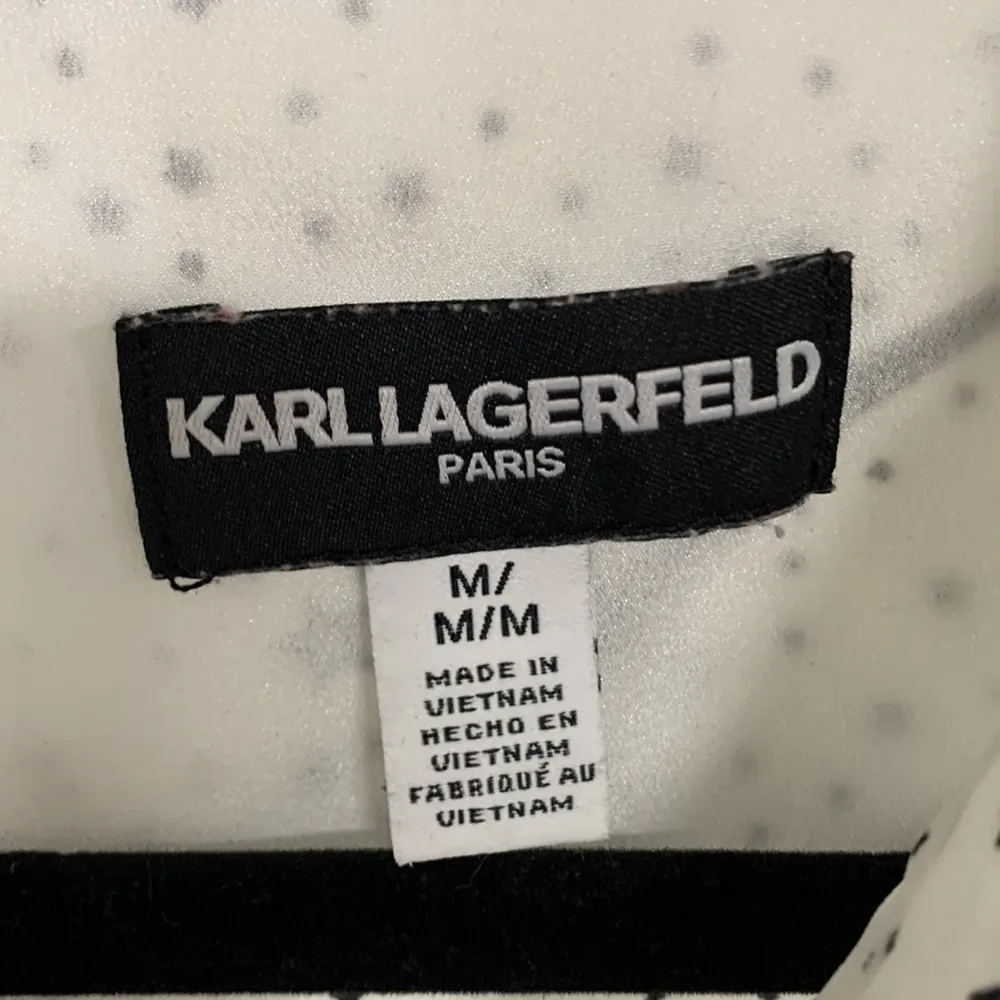 KARL LAGERFELD
PARIS
M/
M/M
MADE IN
VIETNAM
HECHO EN
VIETNAM
FABRIQUÉ AU
VIETNAM